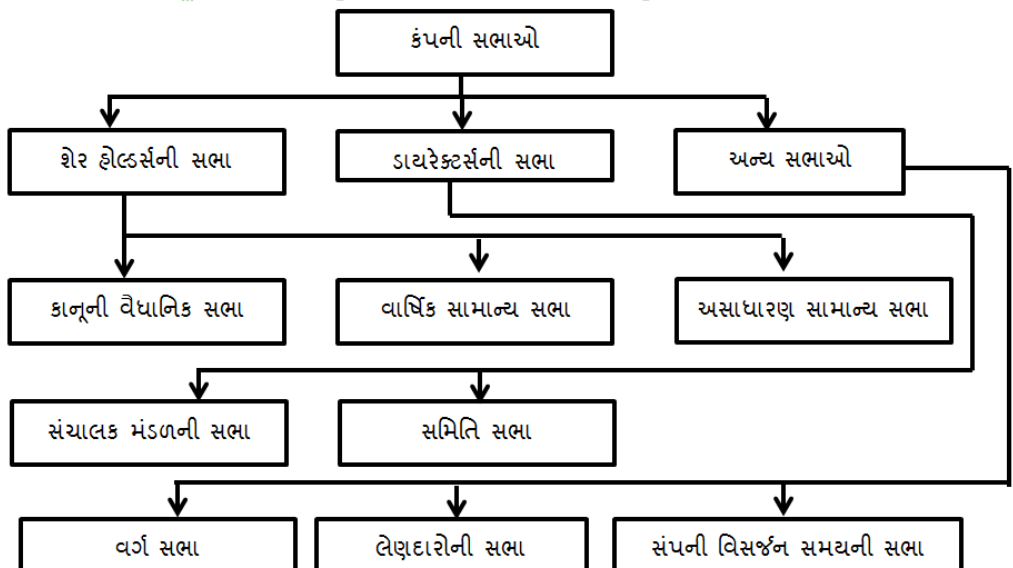 કંપની સભાઓ
શેર હોલ્ડર્સની સભા
ડાયરેક્ટર્સની સભા
અન્ય સભાઓ
કાનૂની વૈધાનિક સભા
વાર્ષિક સામાન્ય સભા
અસાધારણ સામાન્ય સભા
સંચાલક મંડળની સભા
સમિતિ સભા
વર્ગ સભા
લેણદારોની સભા
સંપની વિસર્જન સમયની સભા